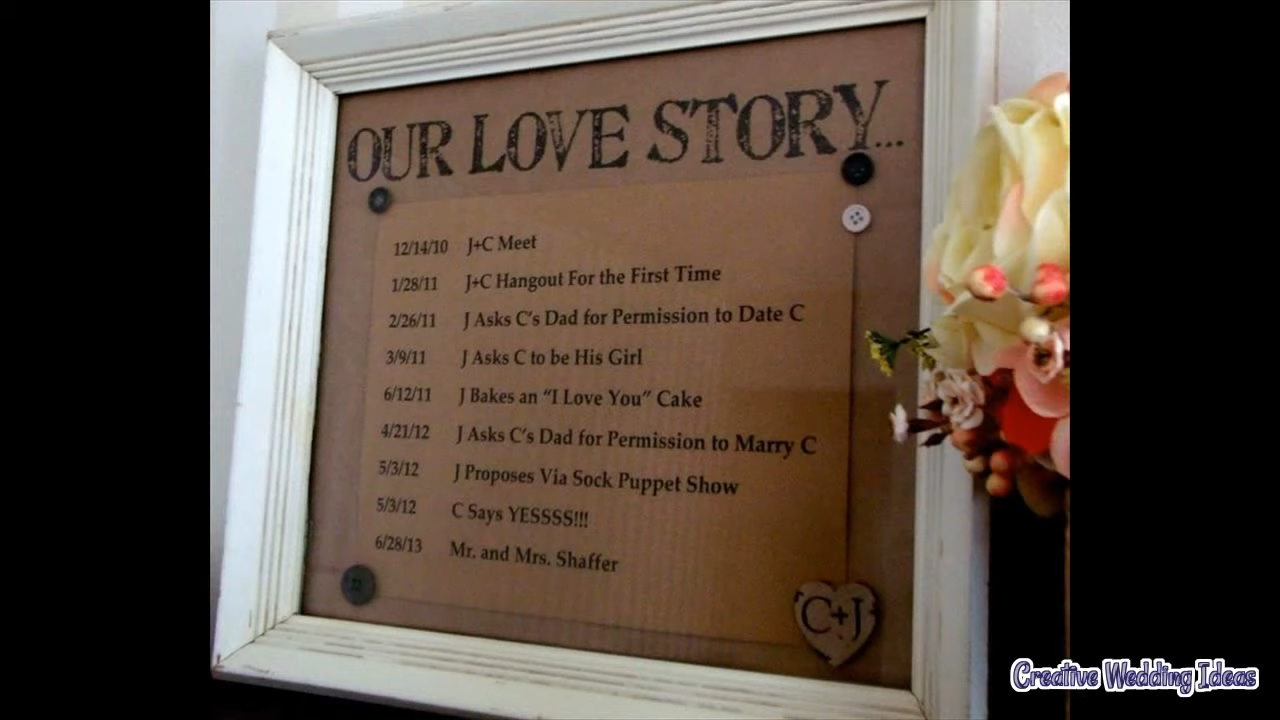 OUR LOVE STORY...
12/14/10 J+C Meet
1/28/11 J+C Hangout For the First Time
2/26/11 J Asks C's Dad for Permission to Date C
3/9/11 J Asks C to be His Girl
6/12/11 J Bakes an “I Love You” Cake
4/21/12 J Asks C's Dad for Permission to Marry C
5/3/12 J Proposes Via Sock Puppet Show
5/3/12 C Says YESSSS!!!
6/28/13 Mr. and Mrs. Shaffer
C+J
Creative Wedding Ideas